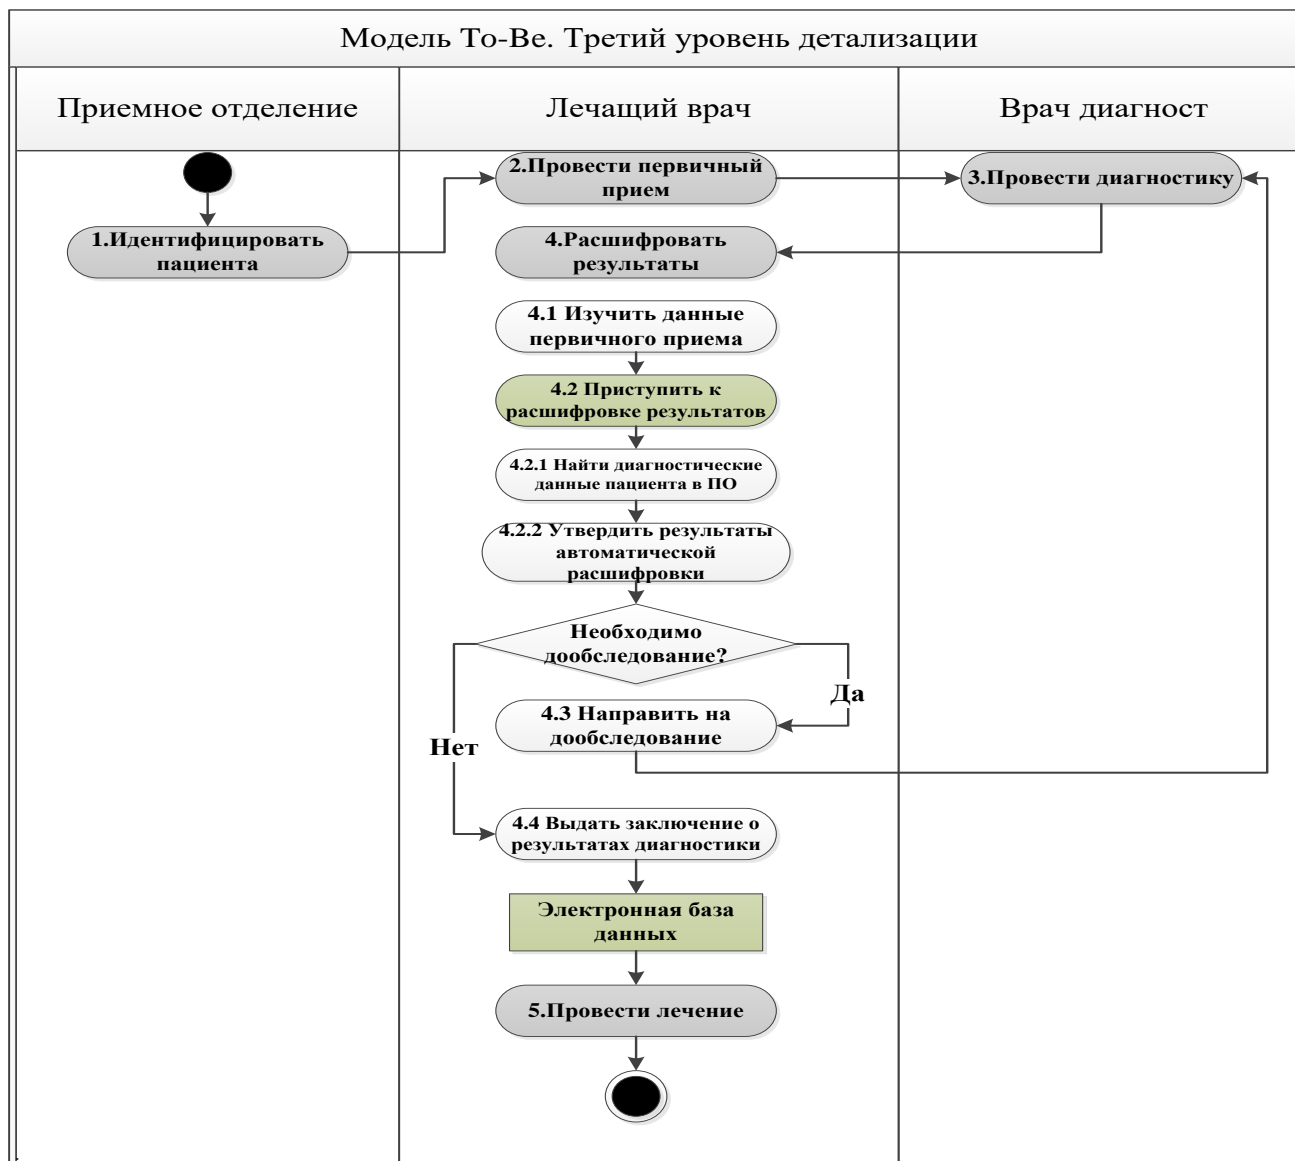 Модель To-Be. Третий уровень детализации
Приемное отделение
Лечащий врач
Врач диагност
2.Провести первичный
прием
3.Провести диагностику
1.Идентифицировать
пациента
4.Расшифровать
результаты
4.1 Изучить данные
первичного приема
4.2 Приступить к
расшифровке результатов
4.2.1 Найти диагностические
данные пациента в ПО
4.2.2 Утвердить результаты
автоматической
расшифровки
Необходимо
дообследование?
Да
4.3 Направить на
дообследование
Нет
4.4 Выдать заключение о
результатах диагностики
Электронная база
данных
5.Провести лечение